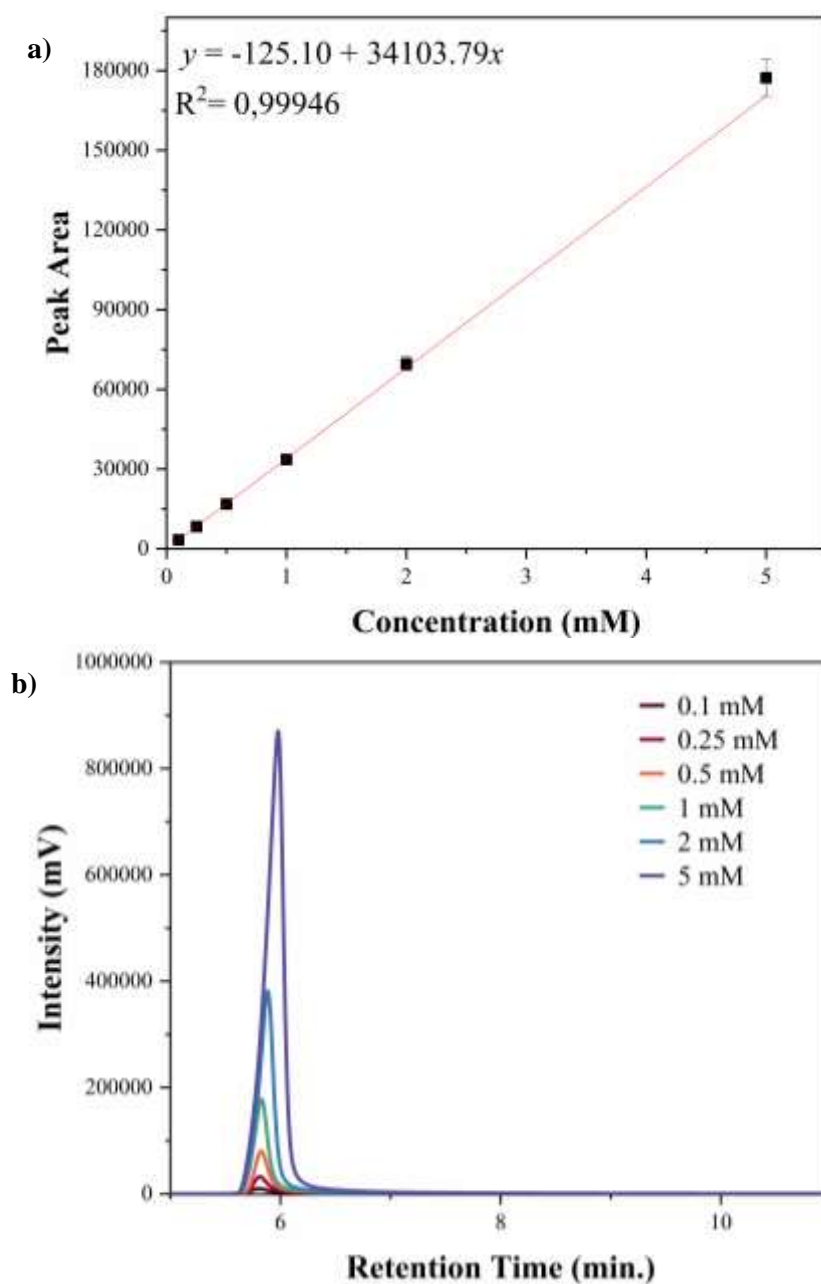 a)
y = -125.10 + 34103.79x
R²= 0,99946
180000
150000
120000
90000
60000
30000
0
Peak Area
0 1 2 3 4 5
Concentration (mM)
b)
1000000
800000
600000
400000
200000
0
Intensity (mV)
0.1 mM
0.25 mM
0.5 mM
1 mM
2 mM
5 mM
6 8 10
Retention Time (min.)